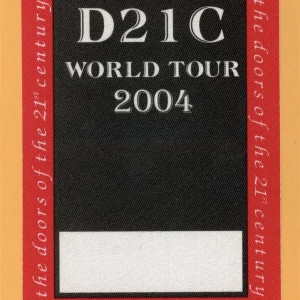 D21C
WORLD TOUR
2004
the doors of the 21st century
the doors of the 21st century